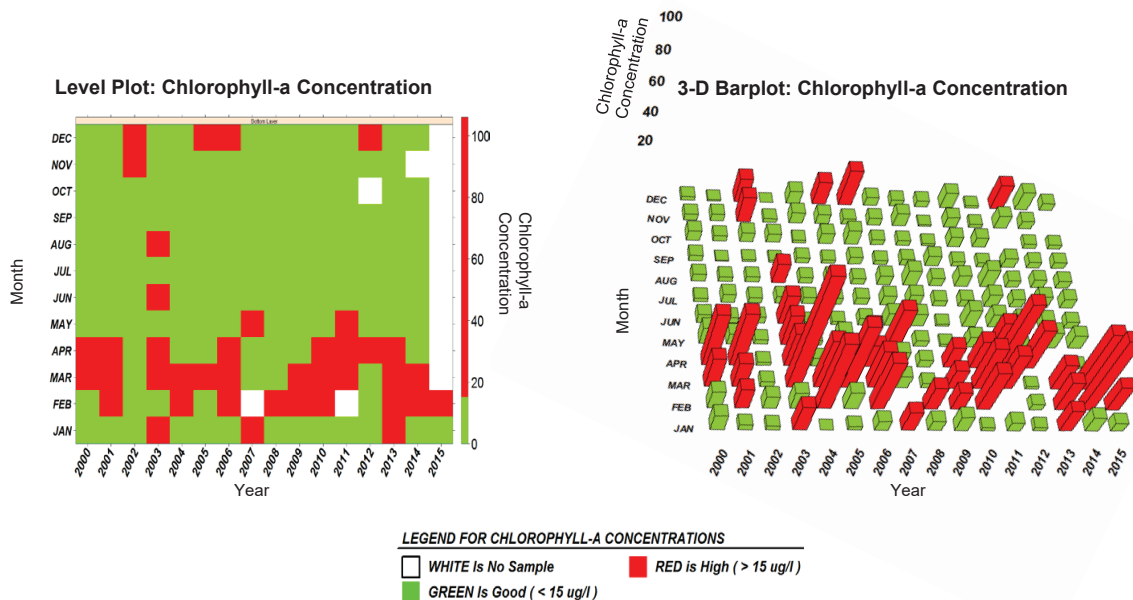 Level Plot: Chlorophyll-a Concentration
Bottom Layer
DEC
NOV
OCT
SEP
AUG
JUL
JUN
MAY
APR
MAR
FEB
JAN
Month
2000 2001 2002 2003 2004 2005 2006 2007 2008 2009 2010 2011 2012 2013 2014 2015
Year
100
80
60
40
20
0
Chlorophyll-a
Concentration
3-D Barplot: Chlorophyll-a Concentration
Chlorophyll-a
Concentration
100
80
60
40
20
DEC
NOV
OCT
SEP
AUG
JUL
JUN
MAY
APR
MAR
FEB
JAN
Month
2000 2001 2002 2003 2004 2005 2006 2007 2008 2009 2010 2011 2012 2013 2014 2015
Year
LEGEND FOR CHLOROPHYLL-A CONCENTRATIONS
WHITE Is No Sample
RED is High ( > 15 ug/l )
GREEN Is Good ( < 15 ug/l )